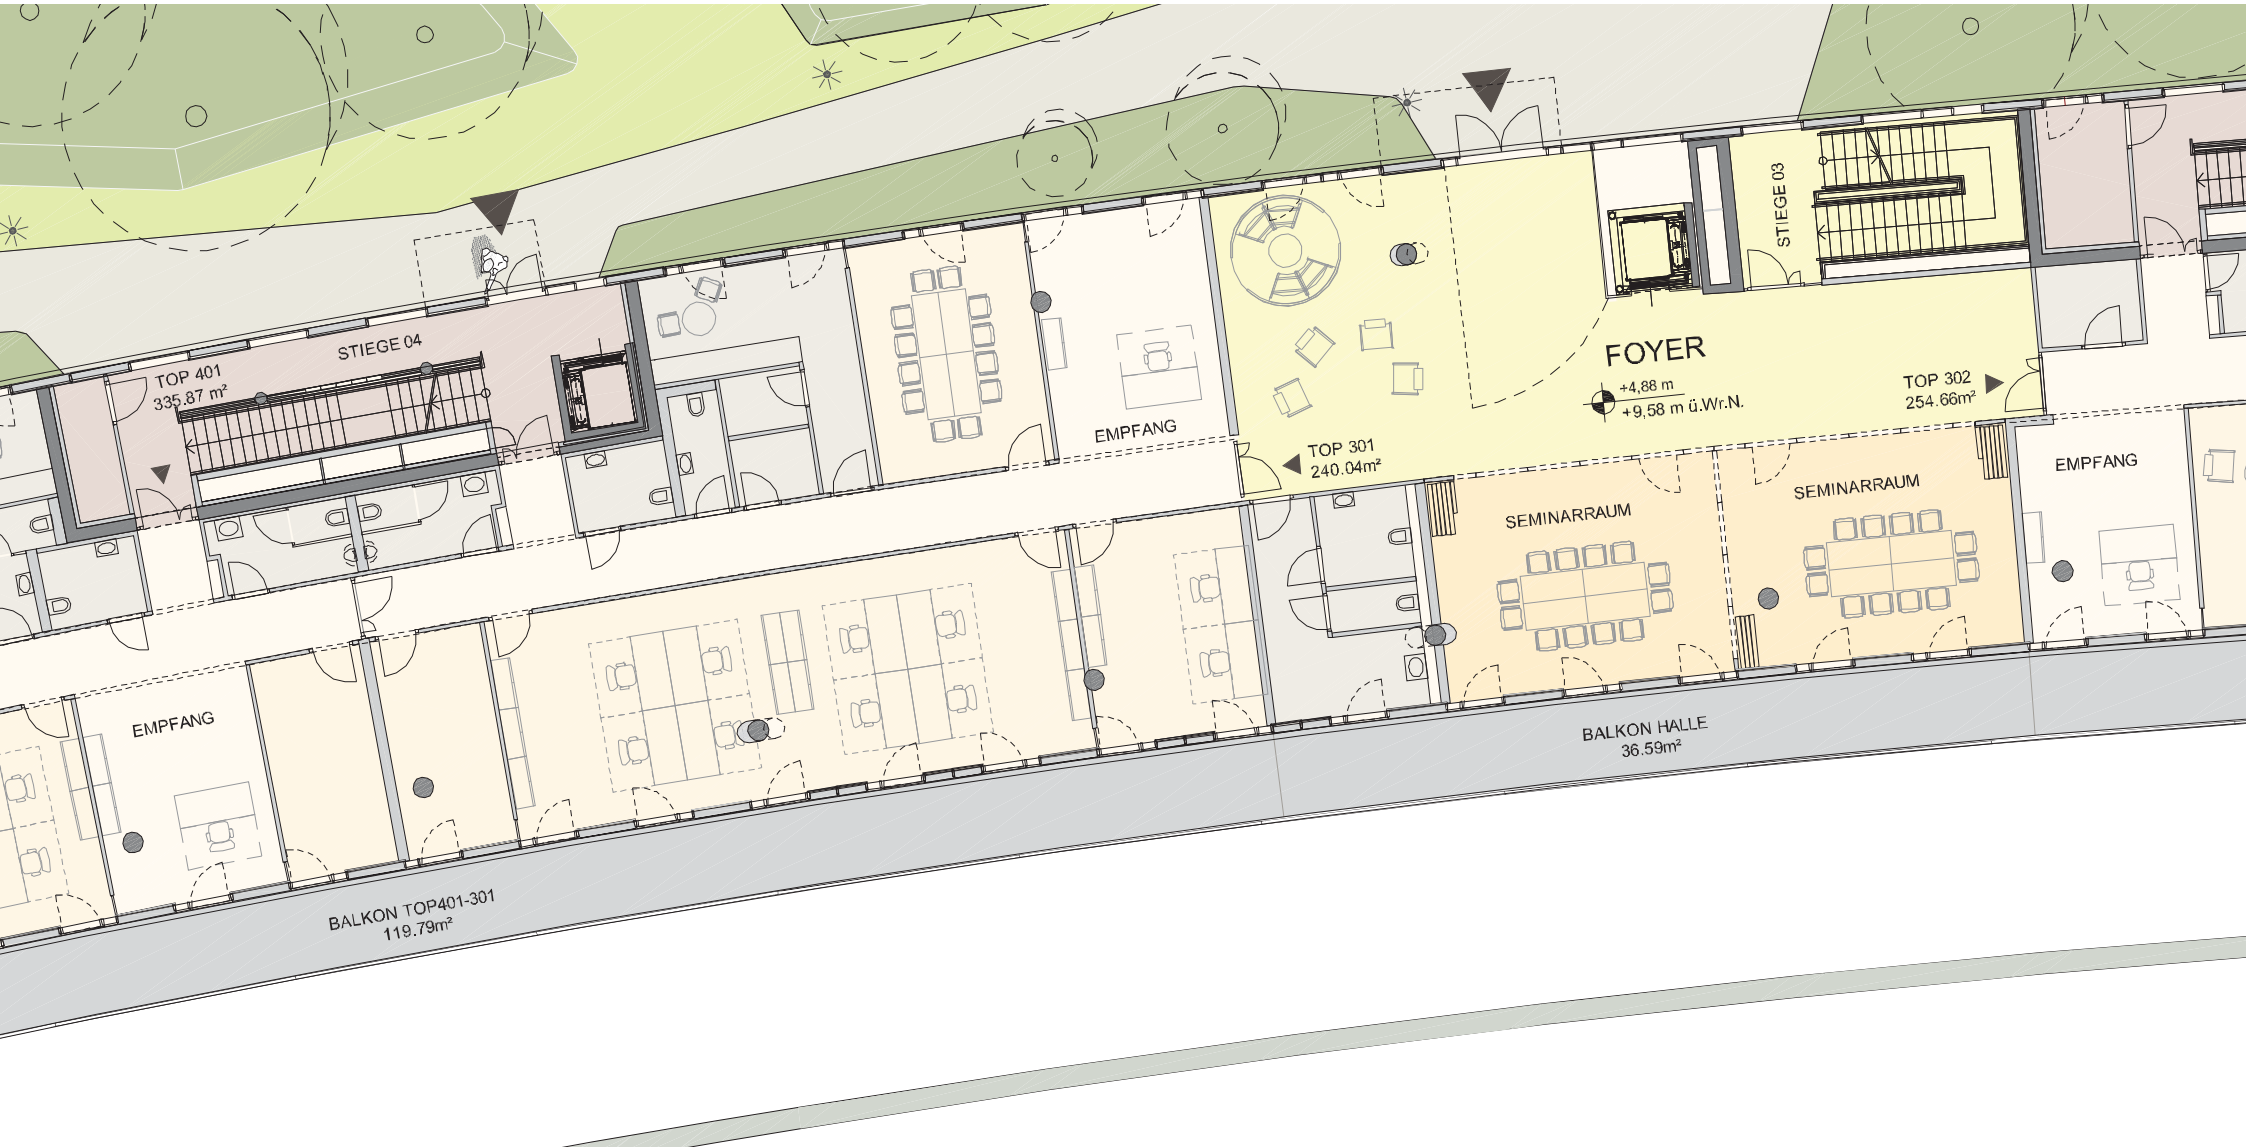 STIEGE 04
TOP 401
335.87 m²
EMPFANG
STIEGE 03
FOYER
+4,88 m
+9,58 m ü.Wr.N.
TOP 302
254.66m²
TOP 301
240.04m²
EMPFANG
SEMINARRAUM
SEMINARRAUM
EMPFANG
BALKON HALLE
36.59m²
BALKON TOP401-301
119.79m²